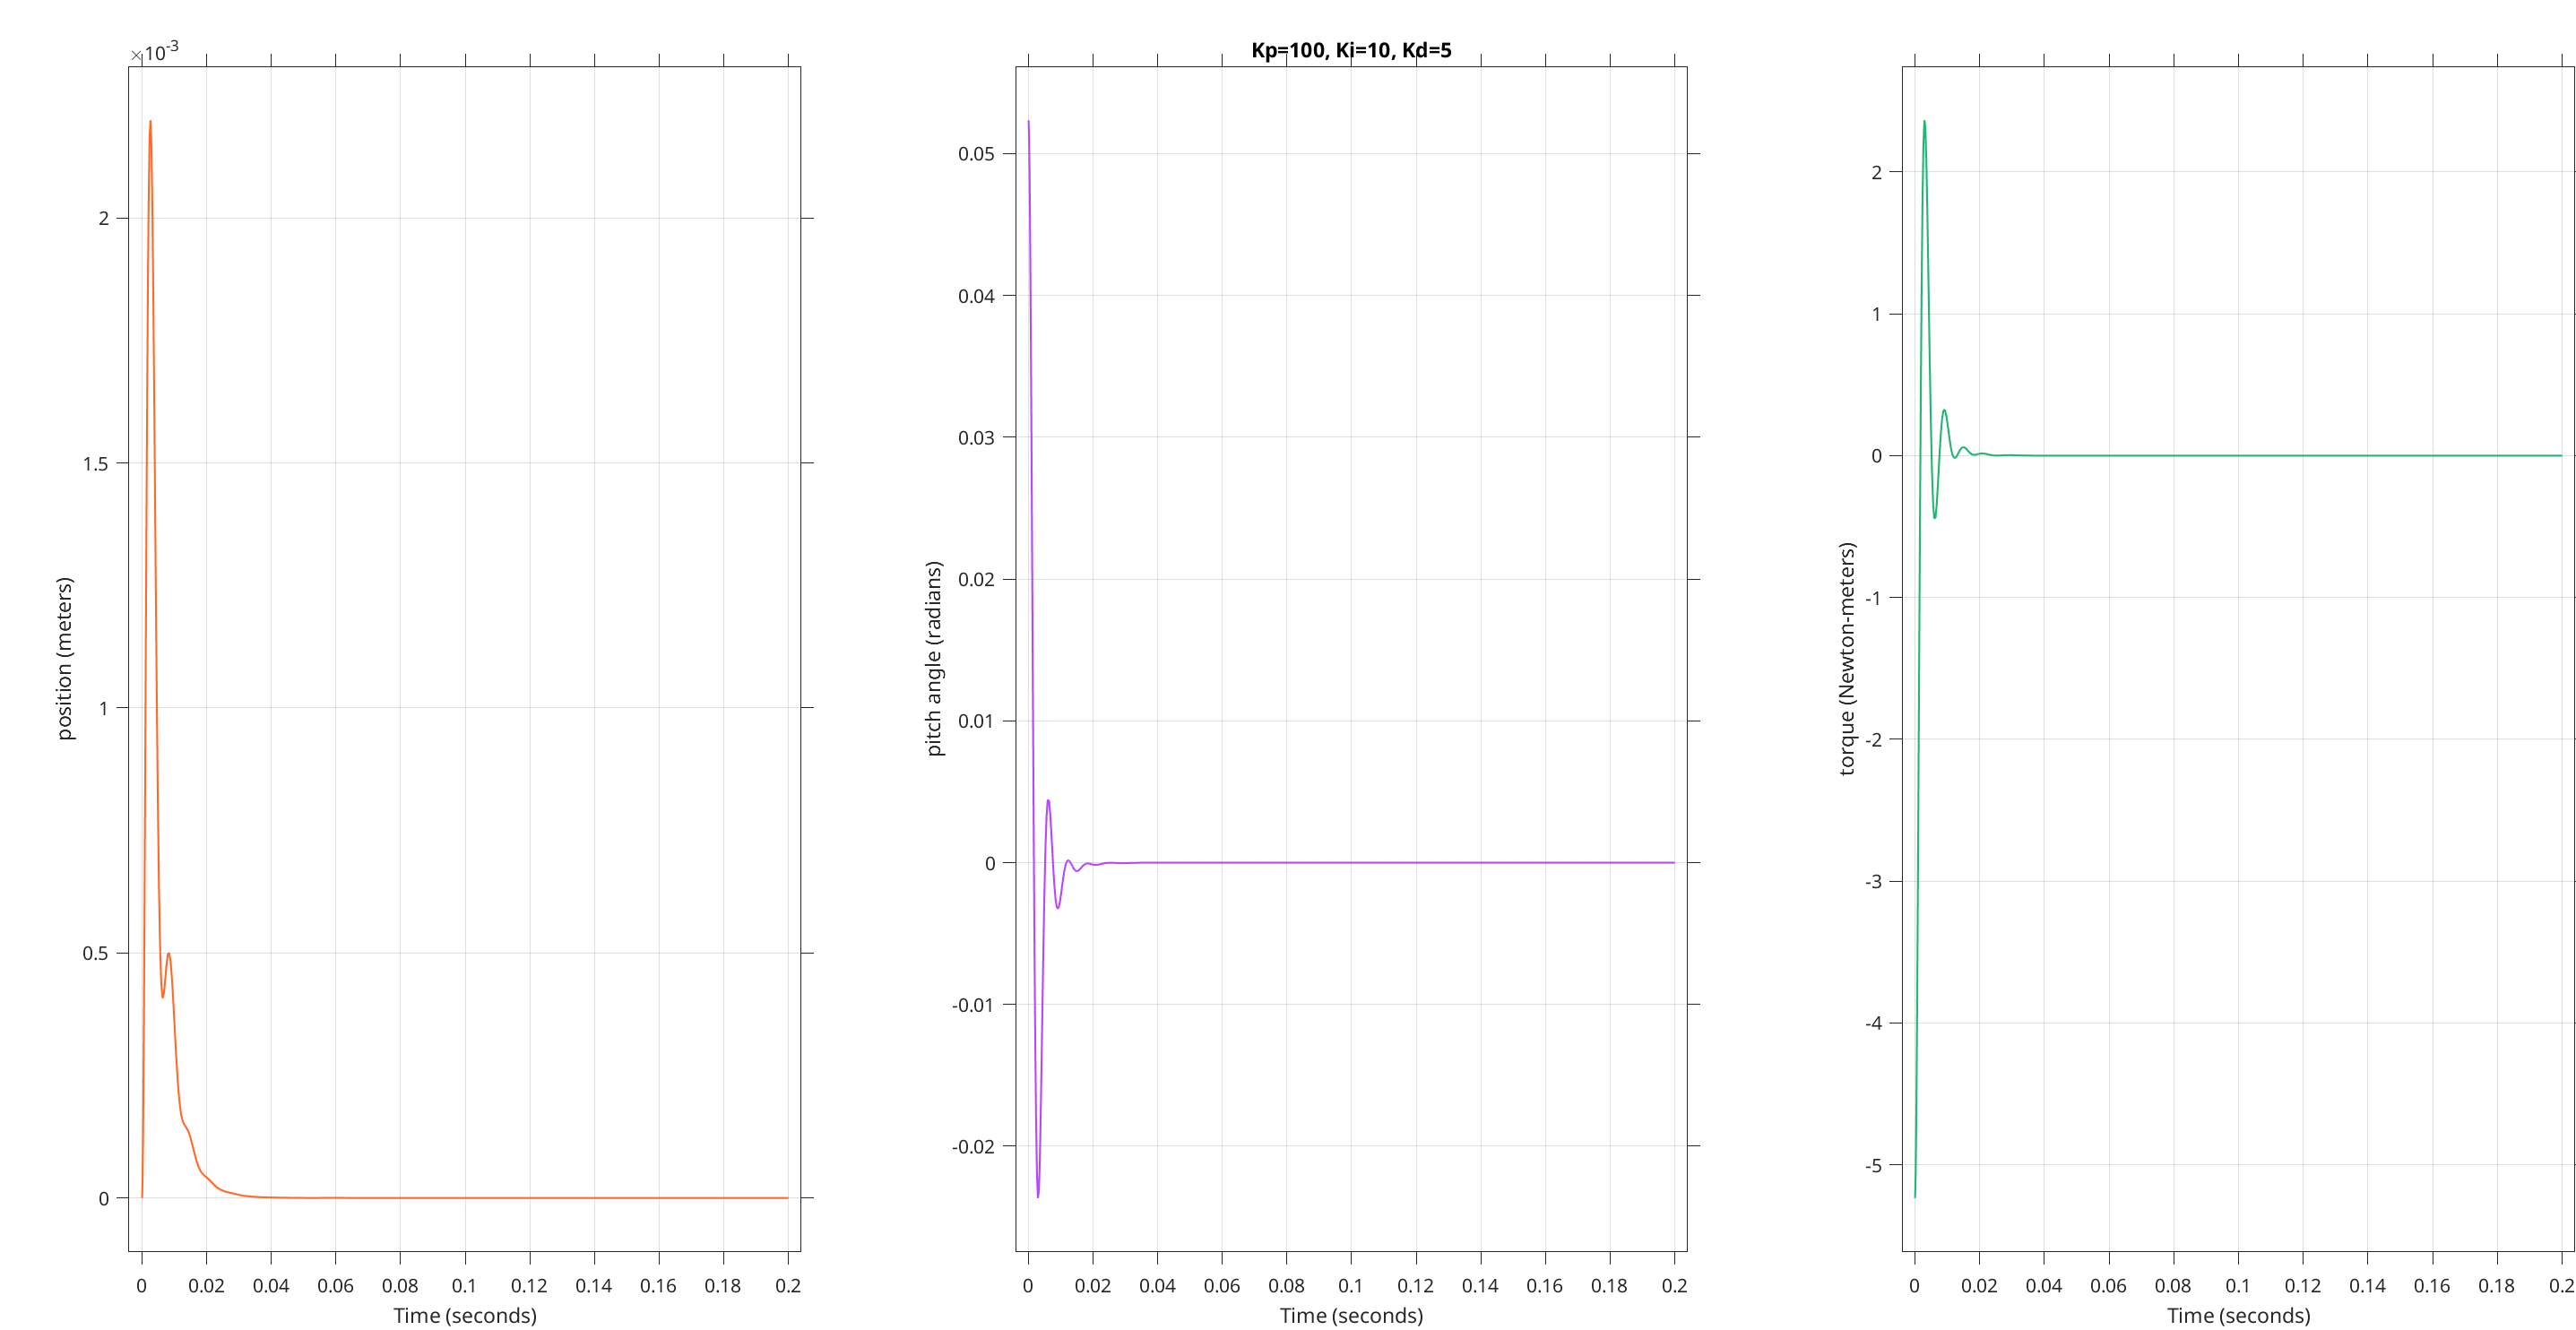 ×10-3
2
1.5
1
0.5
0
position (meters)
0 0.02 0.04 0.06 0.08 0.1 0.12 0.14 0.16 0.18 0.2
Time (seconds)
Kp=100, Ki=10, Kd=5
0.05
0.04
0.03
0.02
0.01
0
-0.01
-0.02
pitch angle (radians)
0 0.02 0.04 0.06 0.08 0.1 0.12 0.14 0.16 0.18 0.2
Time (seconds)
2
1
0
-1
-2
-3
-4
-5
torque (Newton-meters)
0 0.02 0.04 0.06 0.08 0.1 0.12 0.14 0.16 0.18 0.2
Time (seconds)